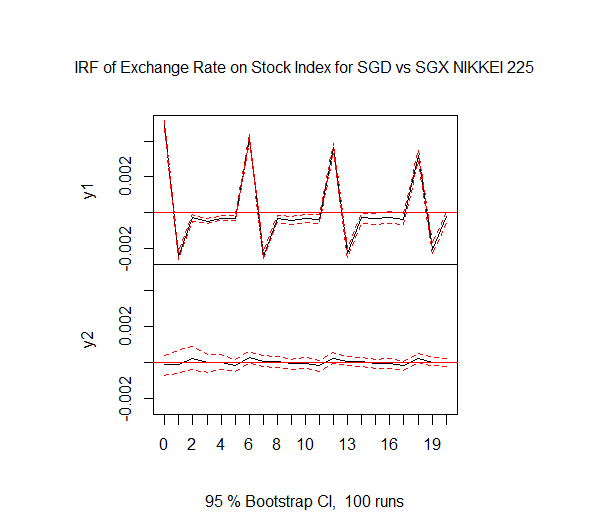 IRF of Exchange Rate on Stock Index for SGD vs SGX NIKKEI 225
y1
0.002
-0.002
y2
0.002
-0.002
0 2 4 6 8 10 13 16 19
95 % Bootstrap CI, 100 runs